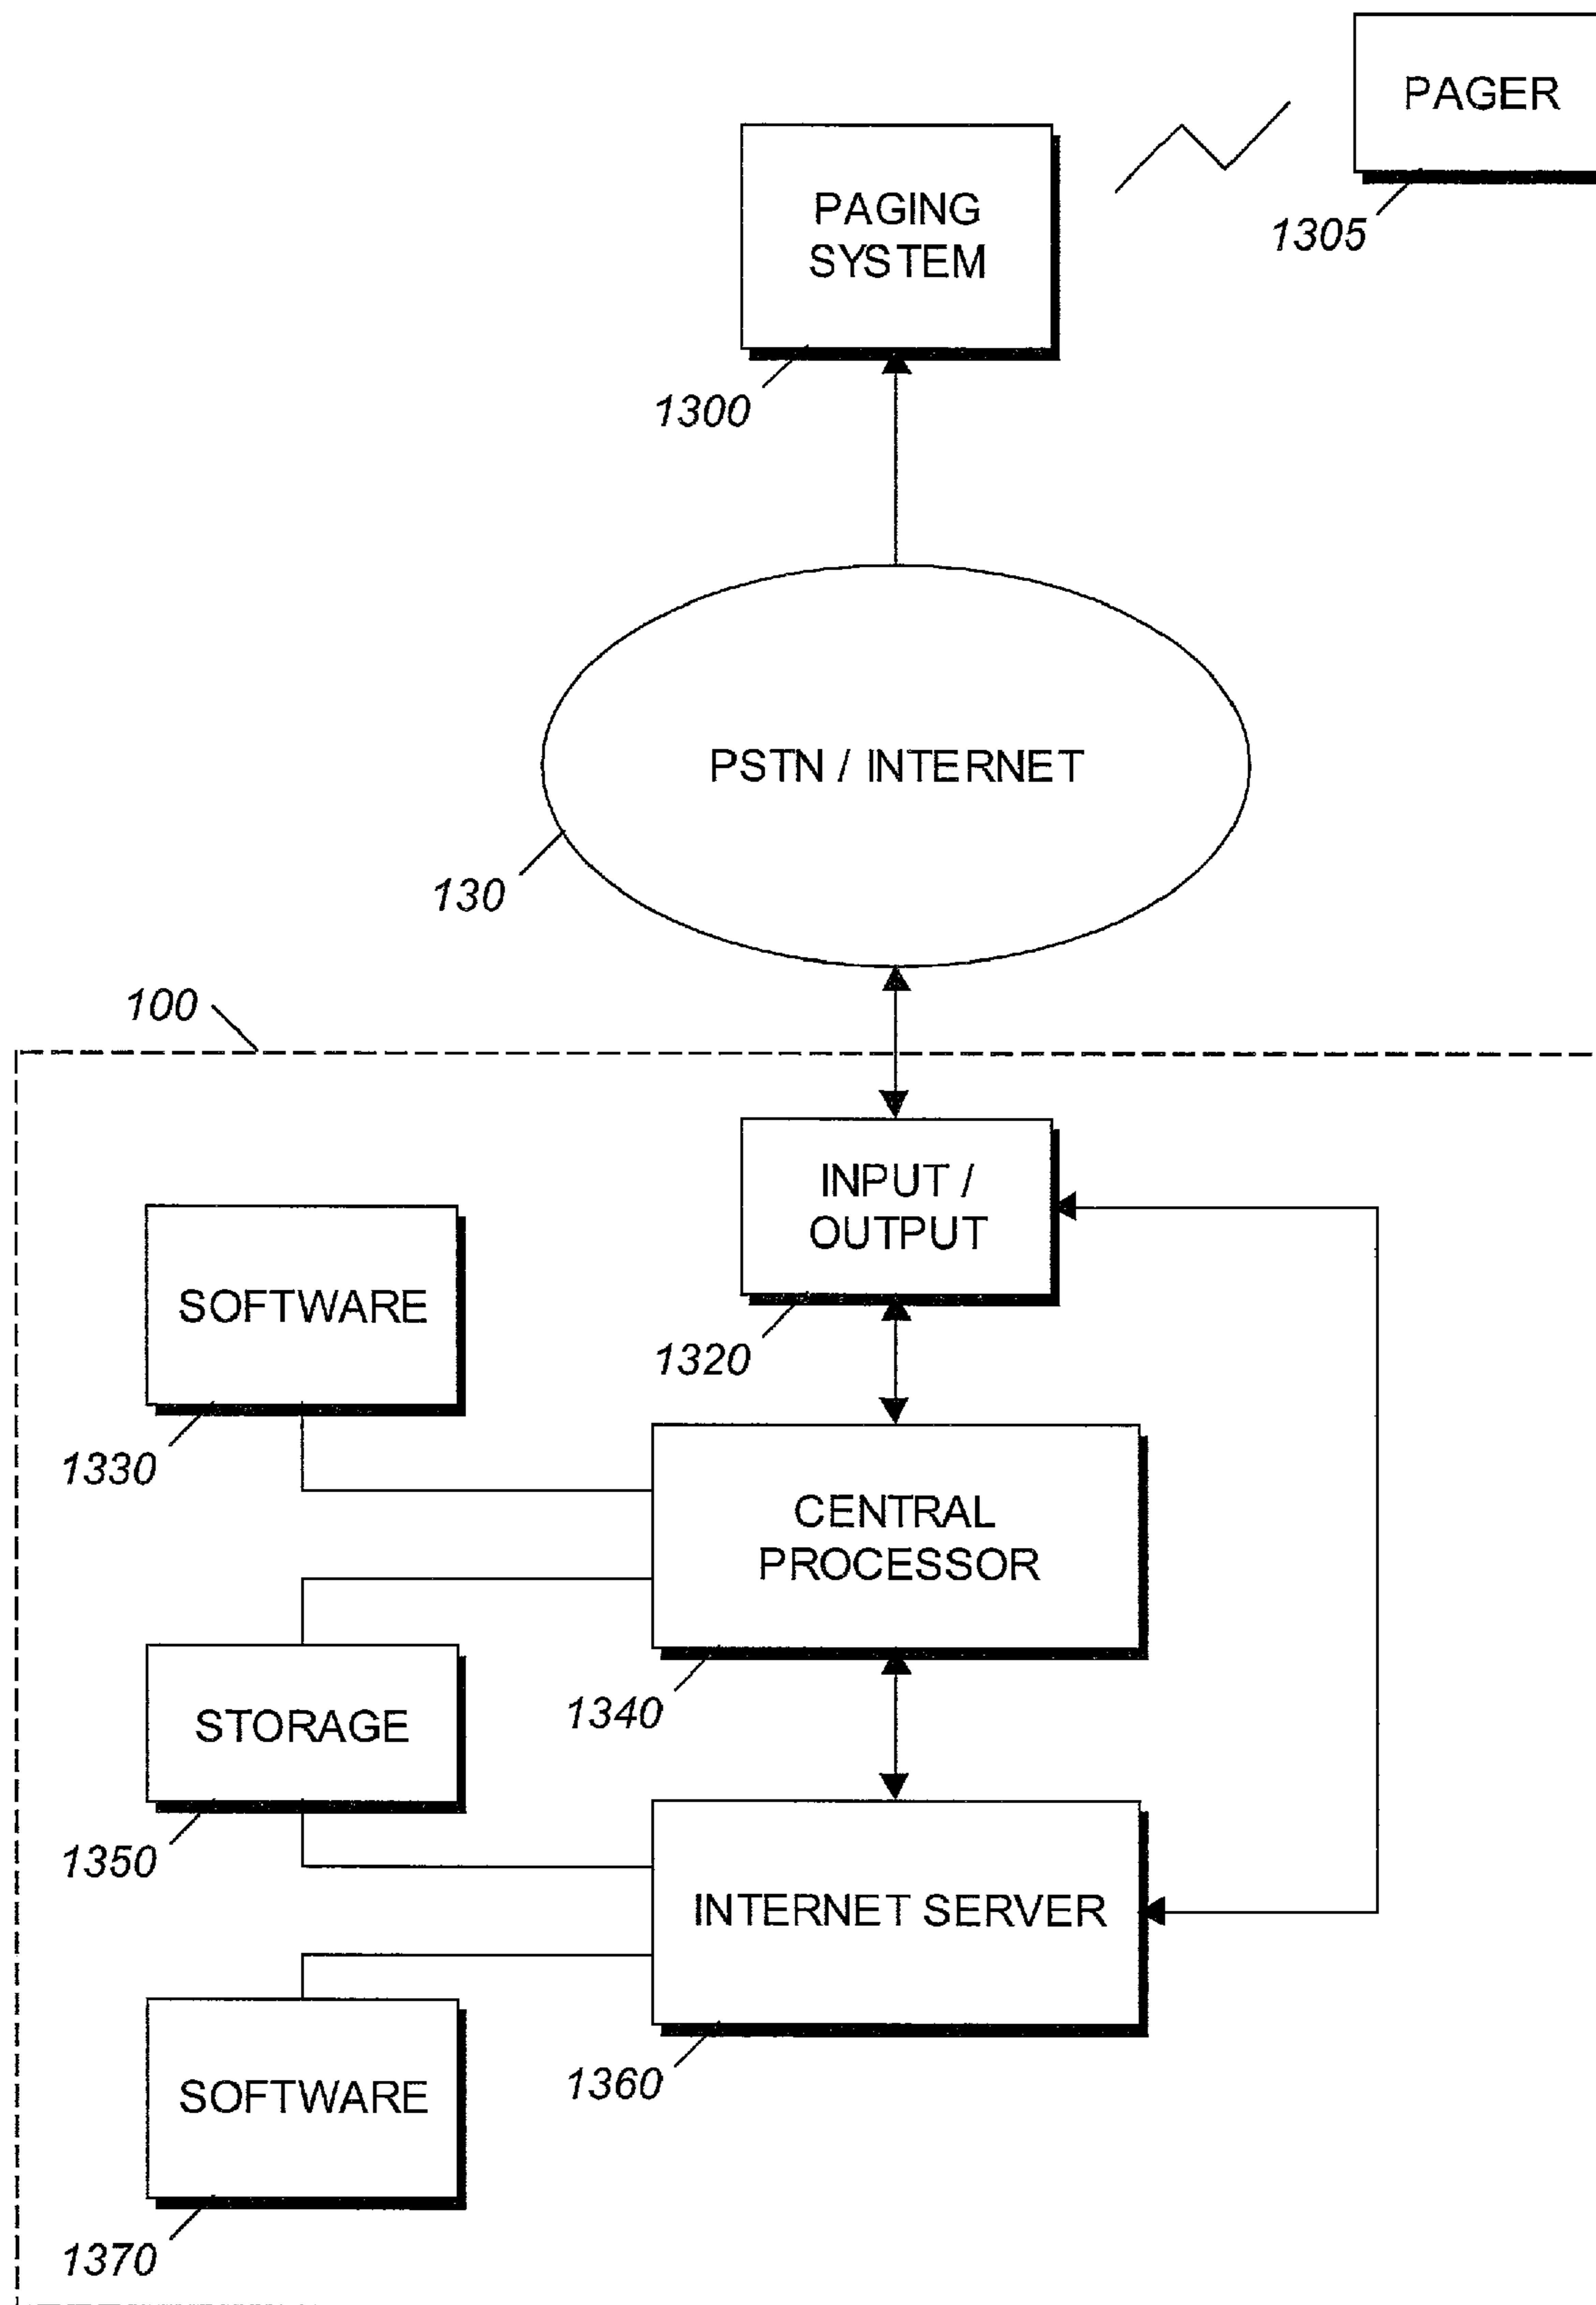 PAGER
1305
PAGING
SYSTEM
1300
PSTN / INTERNET
130
100
INPUT /
OUTPUT
1320
SOFTWARE
1330
CENTRAL
PROCESSOR
1340
STORAGE
1350
INTERNET SERVER
1360
SOFTWARE
1370